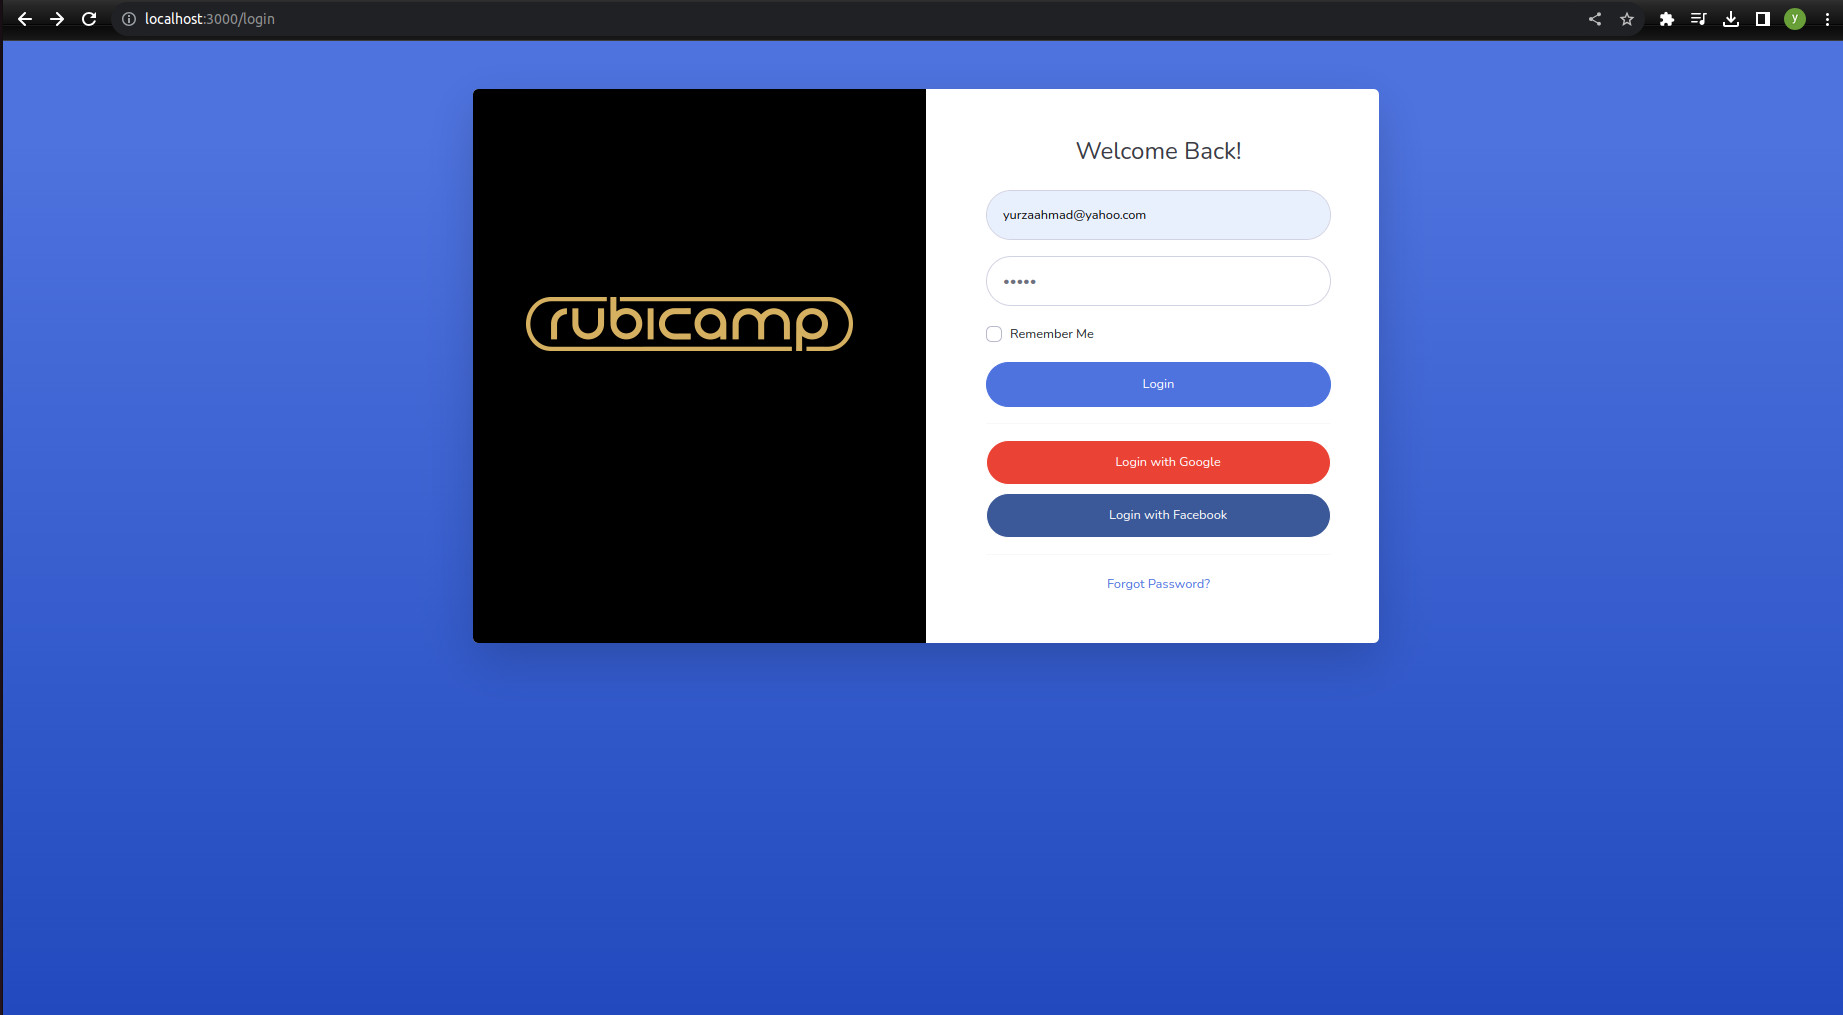 localhost:3000/login
y
rubicamp
Welcome Back!
yurzaahmad@yahoo.com
•••••
Remember Me
Login
Login with Google
Login with Facebook
Forgot Password?